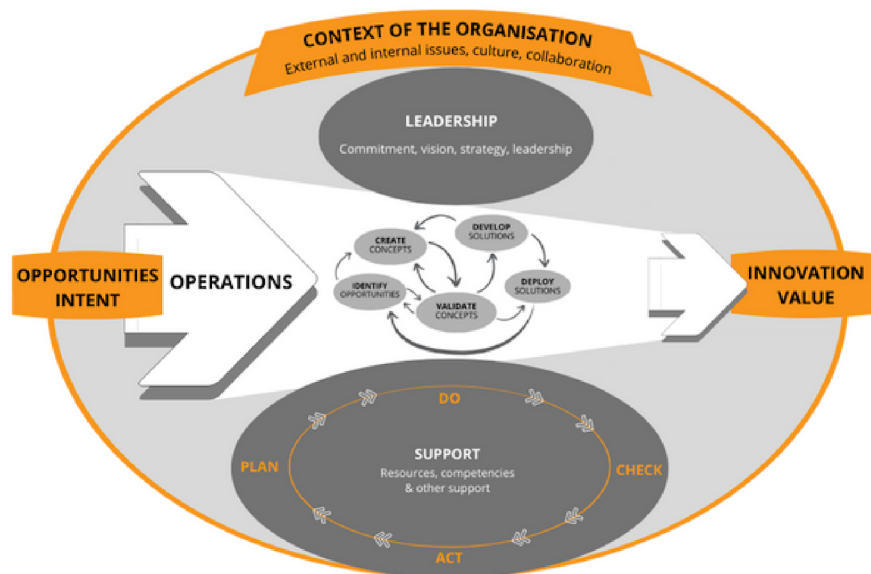 CONTEXT OF THE ORGANISATION
External and internal issues, culture, collaboration
LEADERSHIP
Commitment, vision, strategy, leadership
OPPORTUNITIES
INTENT
OPERATIONS
CREATE
CONCEPTS
DEVELOP
SOLUTIONS
IDENTIFY
OPPORTUNITIES
VALIDATE
CONCEPTS
DEPLOY
SOLUTIONS
INNOVATION
VALUE
DO
PLAN
SUPPORT
Resources, competencies
& other support
CHECK
ACT